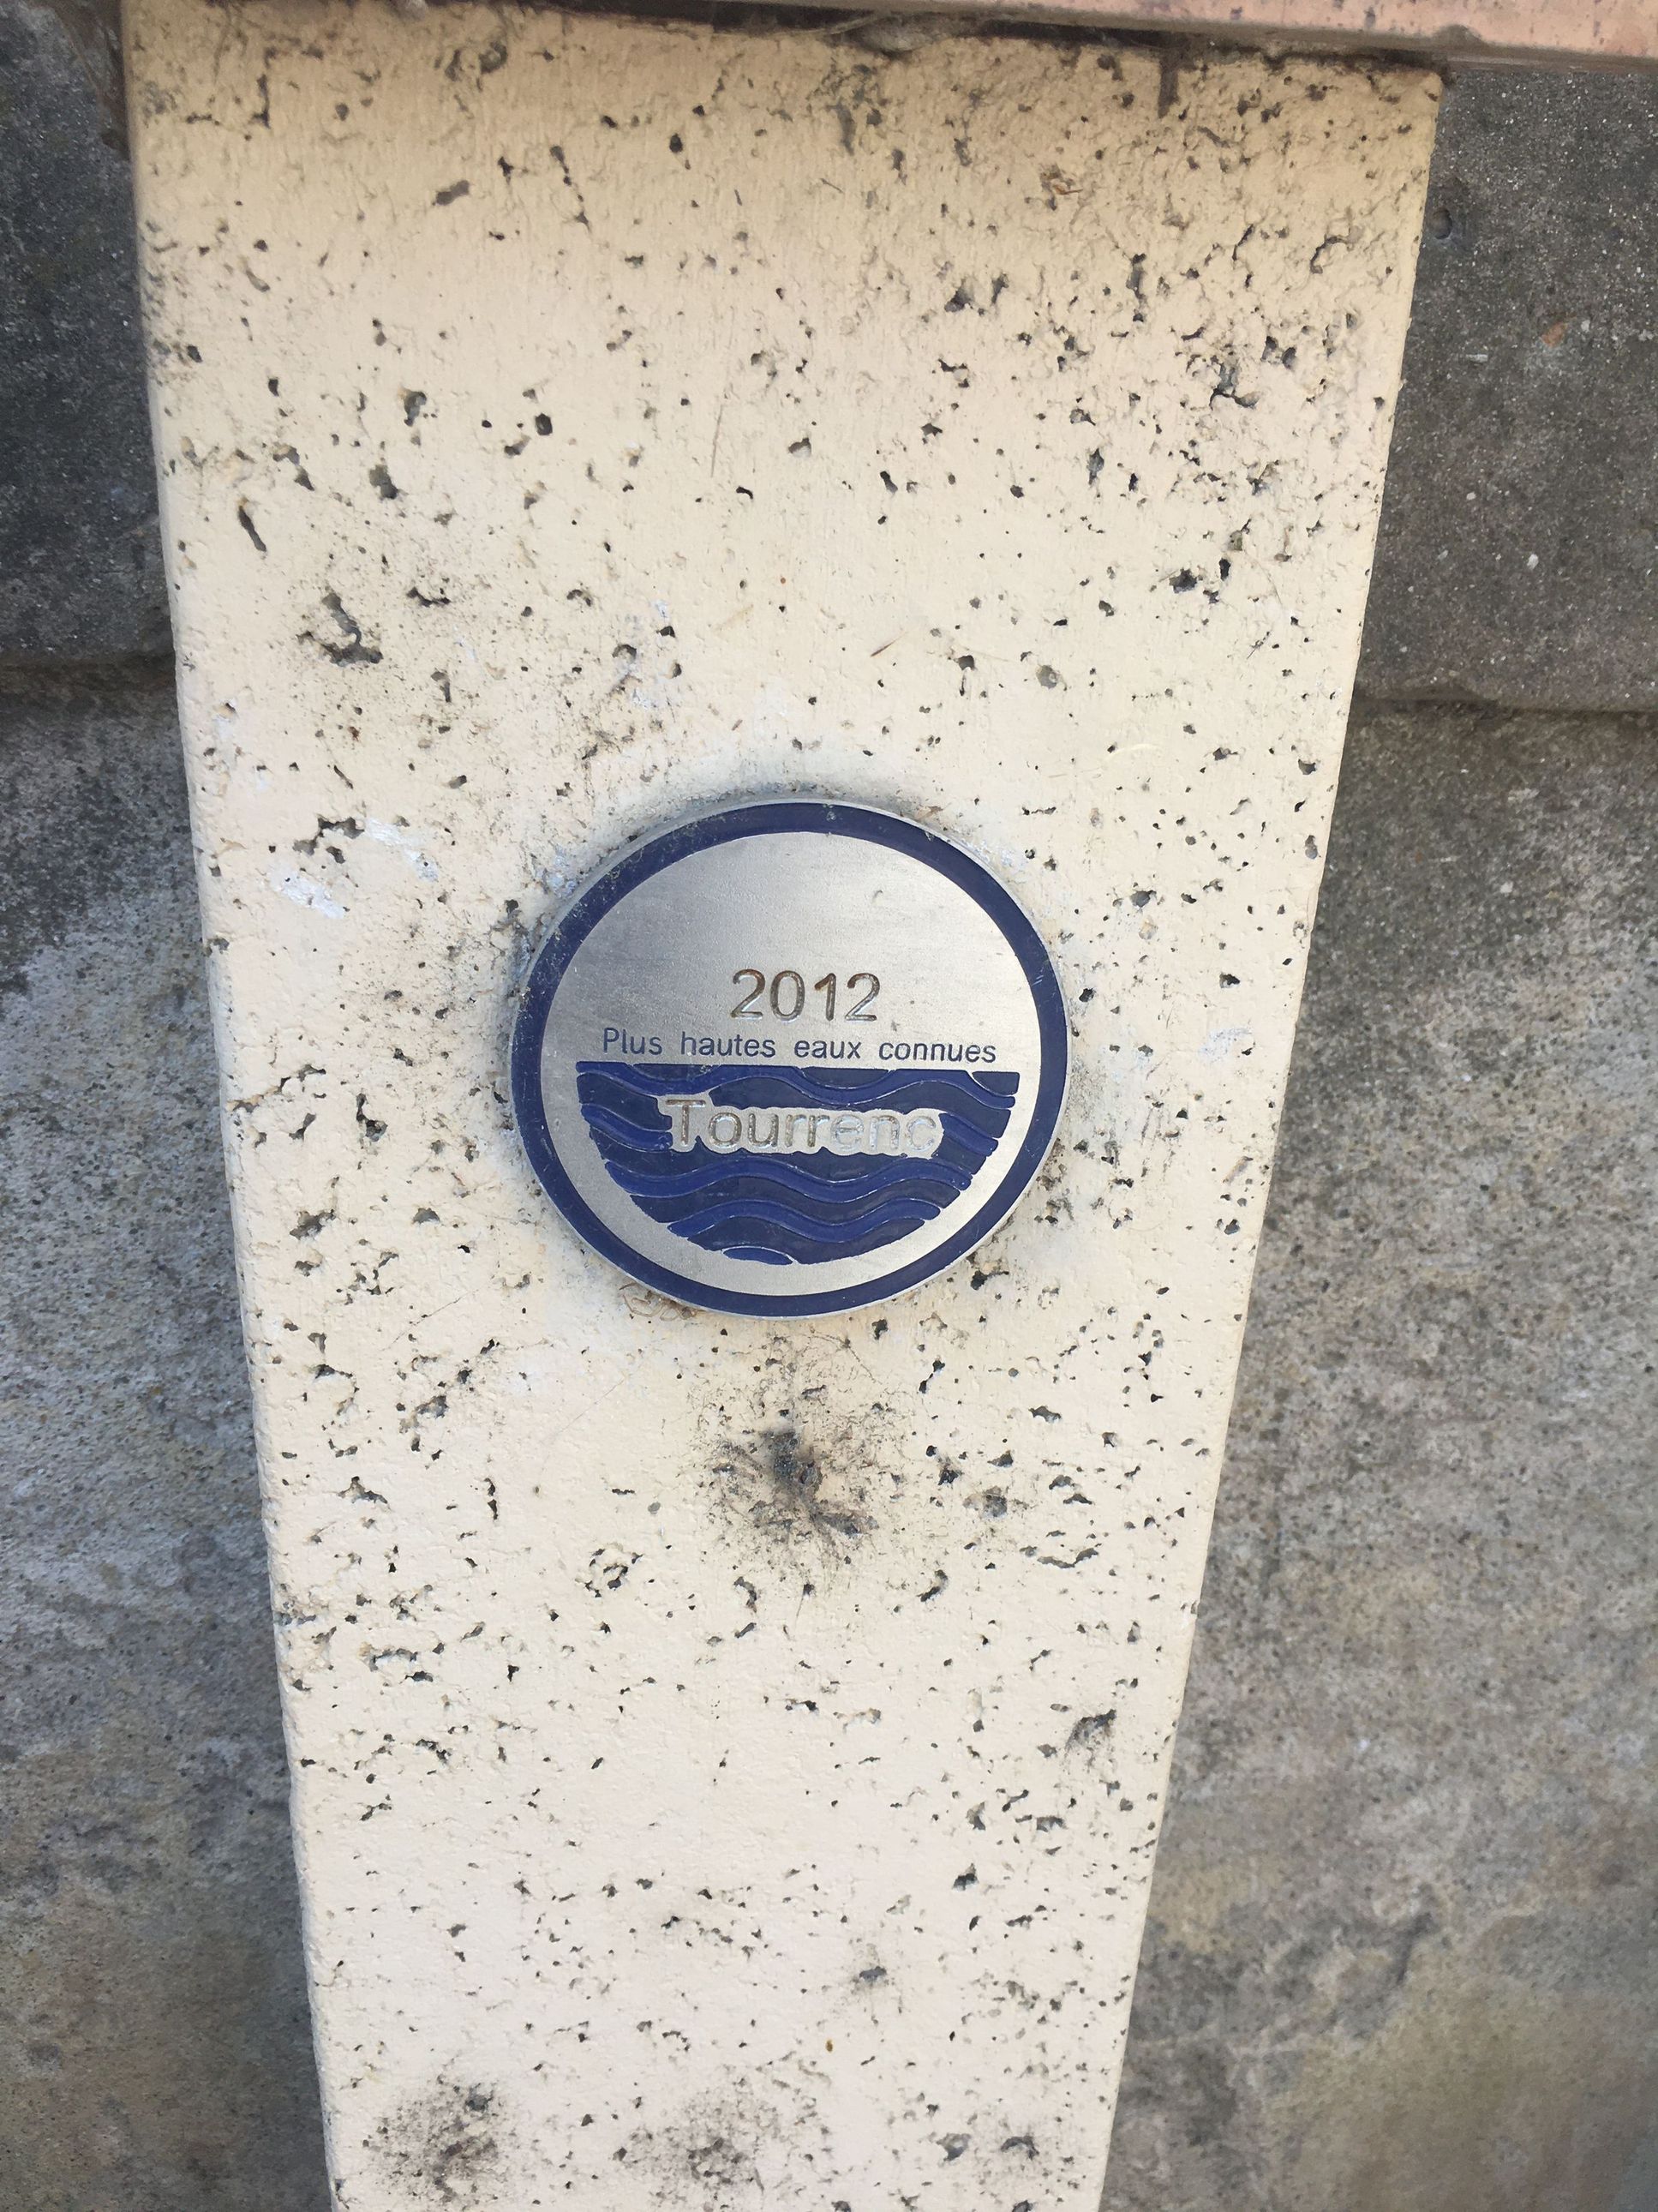 2012
Plus hautes eaux connues
Tourrenc